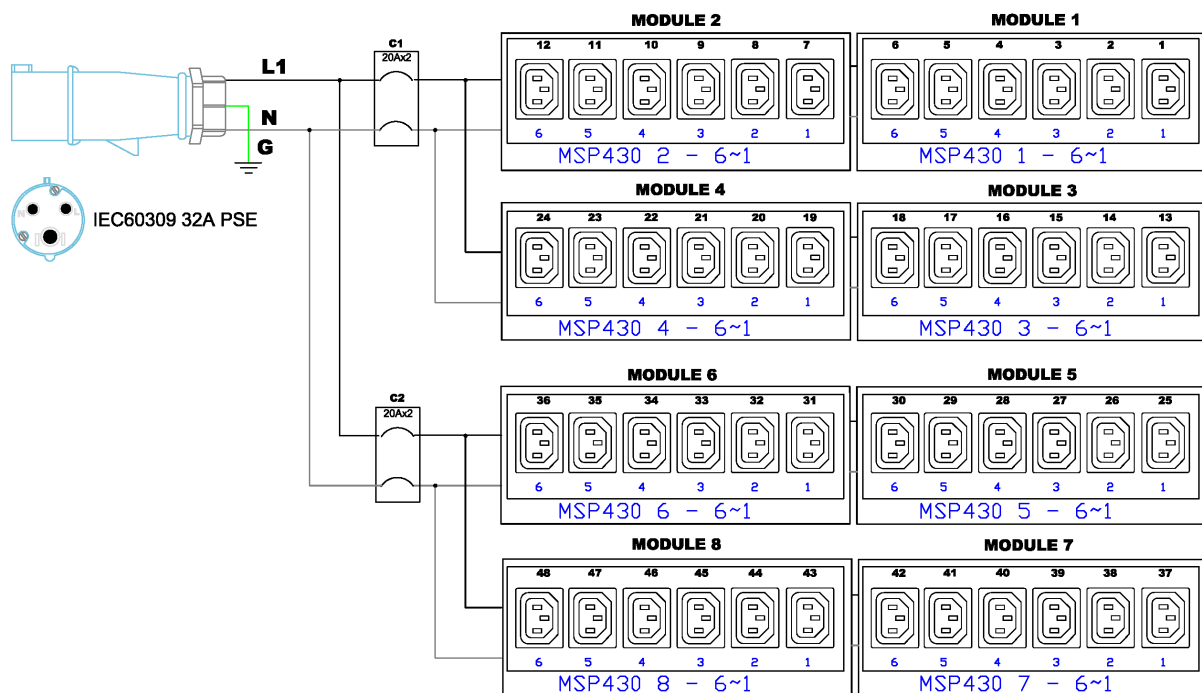 MODULE 2 MODULE 1
C1
20Ax2
12 11 10 9 8 7 6 5 4 3 2 1
L1
N
G
6 5 4 3 2 1 6 5 4 3 2 1
MSP430 2 - 6~1 MSP430 1 - 6~1
MODULE 4 MODULE 3
N L
IEC60309 32A PSE
24 23 22 21 20 19 18 17 16 15 14 13
6 5 4 3 2 1 6 5 4 3 2 1
MSP430 4 - 6~1 MSP430 3 - 6~1
MODULE 6 MODULE 5
C2
20Ax2
36 35 34 33 32 31 30 29 28 27 26 25
6 5 4 3 2 1 6 5 4 3 2 1
MSP430 6 - 6~1 MSP430 5 - 6~1
MODULE 8 MODULE 7
48 47 46 45 44 43 42 41 40 39 38 37
6 5 4 3 2 1 6 5 4 3 2 1
MSP430 8 - 6~1 MSP430 7 - 6~1